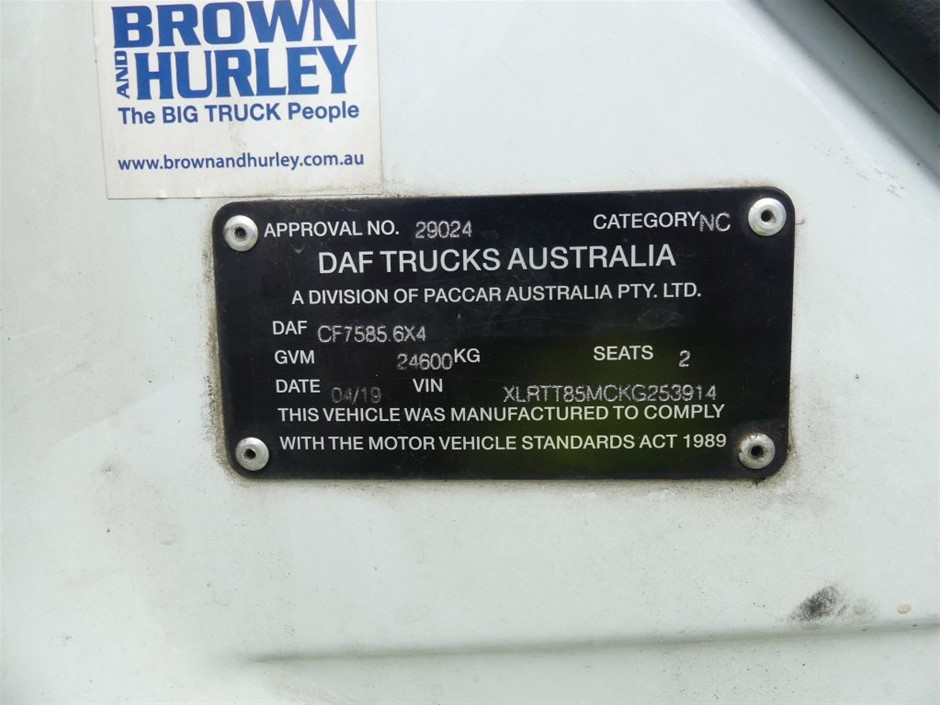 BROWN
AND HURLEY
The BIG TRUCK People
www.brownandhurley.com.au
APPROVAL NO. 29024 CATEGORY NC
DAF TRUCKS AUSTRALIA
A DIVISION OF PACCAR AUSTRALIA PTY. LTD.
DAF CF7585.6X4
GVM 24600 KG SEATS 2
DATE 04/19 VIN XLRTT85MCKG253914
THIS VEHICLE WAS MANUFACTURED TO COMPLY
WITH THE MOTOR VEHICLE STANDARDS ACT 1989